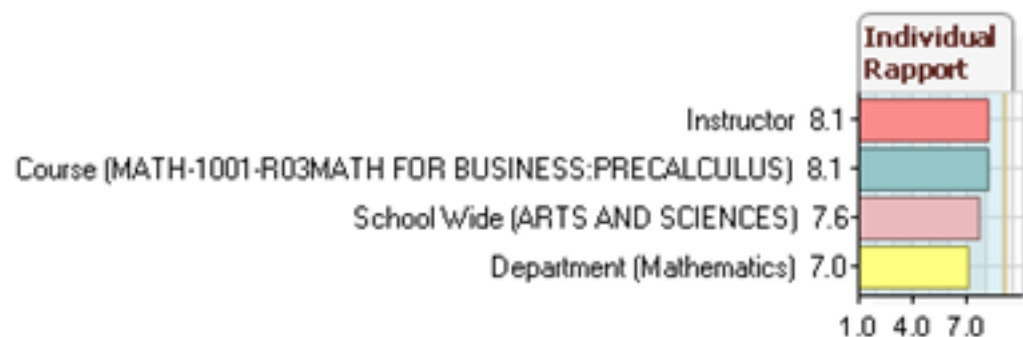 Individual
Rapport
Instructor 8.1
Course (MATH-1001-R03MATH FOR BUSINESS:PRECALCULUS) 8.1
School Wide (ARTS AND SCIENCES) 7.6
Department (Mathematics) 7.0
1.0 4.0 7.0